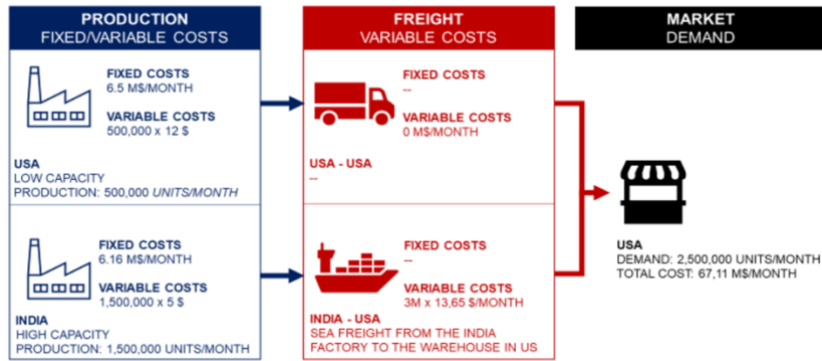 PRODUCTION
FIXED/VARIABLE COSTS
FIXED COSTS
6.5 M$/MONTH
VARIABLE COSTS
500,000 x 12 $
USA
LOW CAPACITY
PRODUCTION: 500,000 UNITS/MONTH
FIXED COSTS
6.16 M$/MONTH
VARIABLE COSTS
1,500,000 x 5 $
INDIA
HIGH CAPACITY
PRODUCTION: 1,500,000 UNITS/MONTH
FREIGHT
VARIABLE COSTS
FIXED COSTS
--
VARIABLE COSTS
0 M$/MONTH
USA - USA
--
FIXED COSTS
--
VARIABLE COSTS
3M x 13,65 $/MONTH
INDIA - USA
SEA FREIGHT FROM THE INDIA
FACTORY TO THE WAREHOUSE IN US
MARKET
DEMAND
USA
DEMAND: 2,500,000 UNITS/MONTH
TOTAL COST: 67,11 M$/MONTH